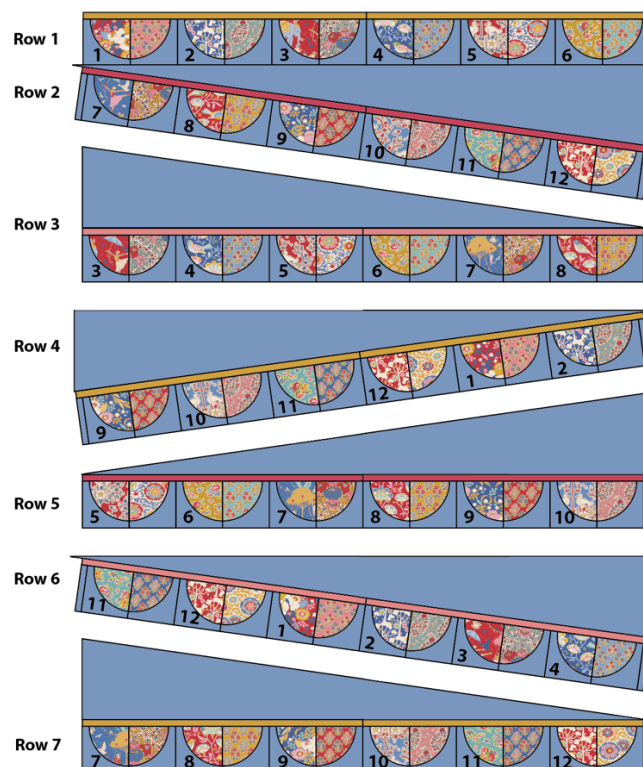 Row 1
1 2 3 4 5 6
Row 2
7 8 9 10 11 12
Row 3
3 4 5 6 7 8
Row 4
9 10 11 12 1 2
Row 5
5 6 7 8 9 10
Row 6
11 12 1 2 3 4
Row 7
7 8 9 10 11 12